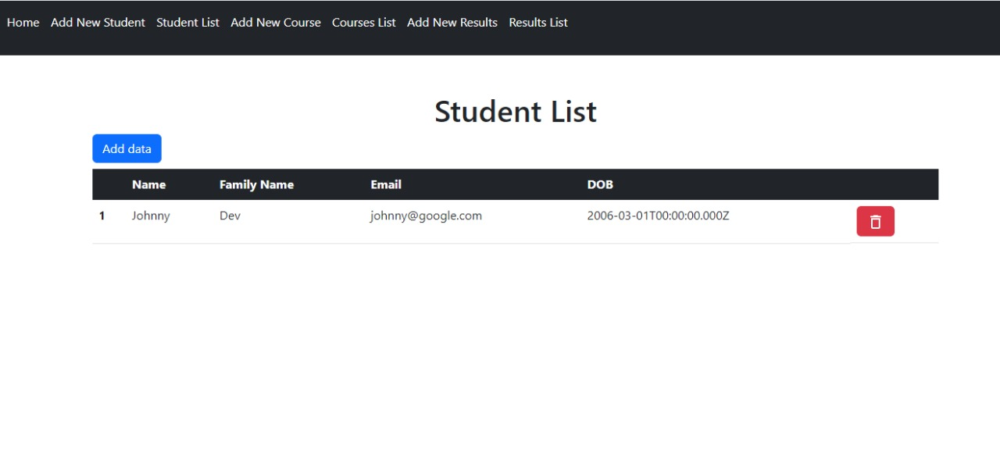 Home Add New Student Student List Add New Course Courses List Add New Results Results List
Student List
Add data
Name Family Name Email DOB
1 Johnny Dev johnny@google.com 2006-03-01T00:00:00.000Z